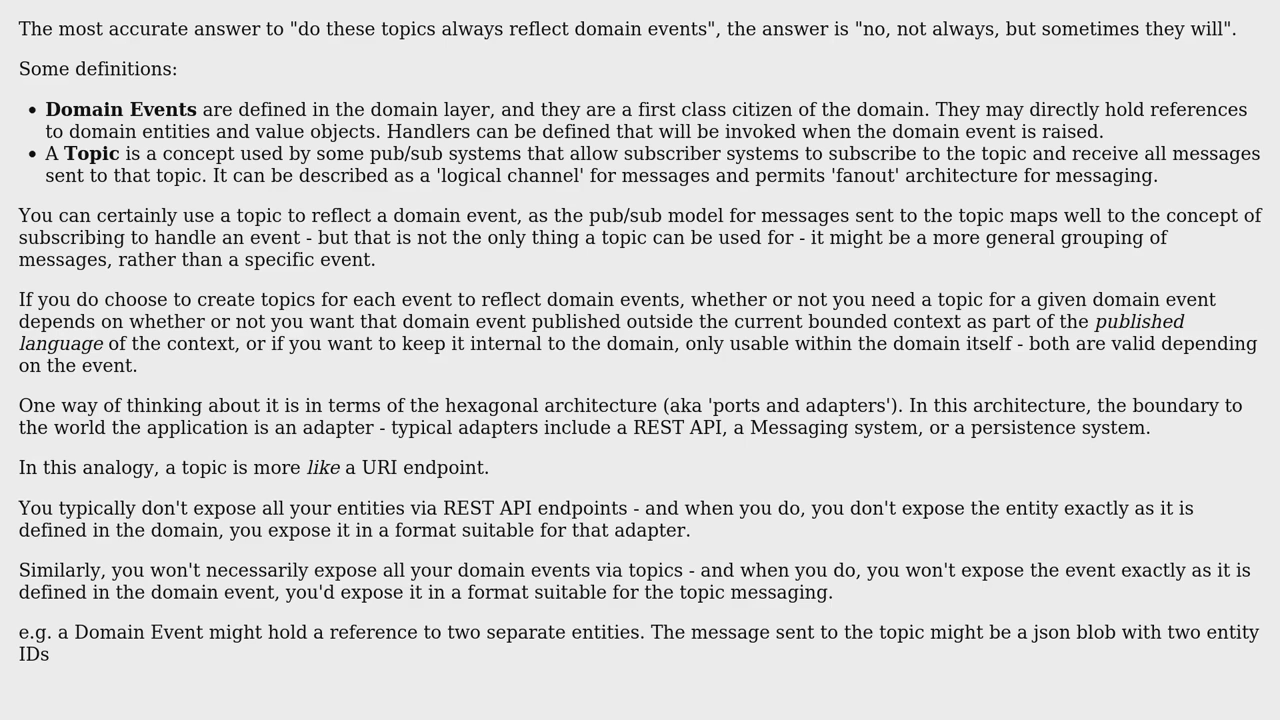 The most accurate answer to "do these topics always reflect domain events", the answer is "no, not always, but sometimes they will".
Some definitions:
• Domain Events are defined in the domain layer, and they are a first class citizen of the domain. They may directly hold references
to domain entities and value objects. Handlers can be defined that will be invoked when the domain event is raised.
• A Topic is a concept used by some pub/sub systems that allow subscriber systems to subscribe to the topic and receive all messages
sent to that topic. It can be described as a 'logical channel' for messages and permits 'fanout' architecture for messaging.
You can certainly use a topic to reflect a domain event, as the pub/sub model for messages sent to the topic maps well to the concept of
subscribing to handle an event - but that is not the only thing a topic can be used for - it might be a more general grouping of
messages, rather than a specific event.
If you do choose to create topics for each event to reflect domain events, whether or not you need a topic for a given domain event
depends on whether or not you want that domain event published outside the current bounded context as part of the published
language of the context, or if you want to keep it internal to the domain, only usable within the domain itself - both are valid depending
on the event.
One way of thinking about it is in terms of the hexagonal architecture (aka 'ports and adapters'). In this architecture, the boundary to
the world the application is an adapter - typical adapters include a REST API, a Messaging system, or a persistence system.
In this analogy, a topic is more like a URI endpoint.
You typically don't expose all your entities via REST API endpoints - and when you do, you don't expose the entity exactly as it is
defined in the domain, you expose it in a format suitable for that adapter.
Similarly, you won't necessarily expose all your domain events via topics - and when you do, you won't expose the event exactly as it is
defined in the domain event, you'd expose it in a format suitable for the topic messaging.
e.g. a Domain Event might hold a reference to two separate entities. The message sent to the topic might be a json blob with two entity
IDs